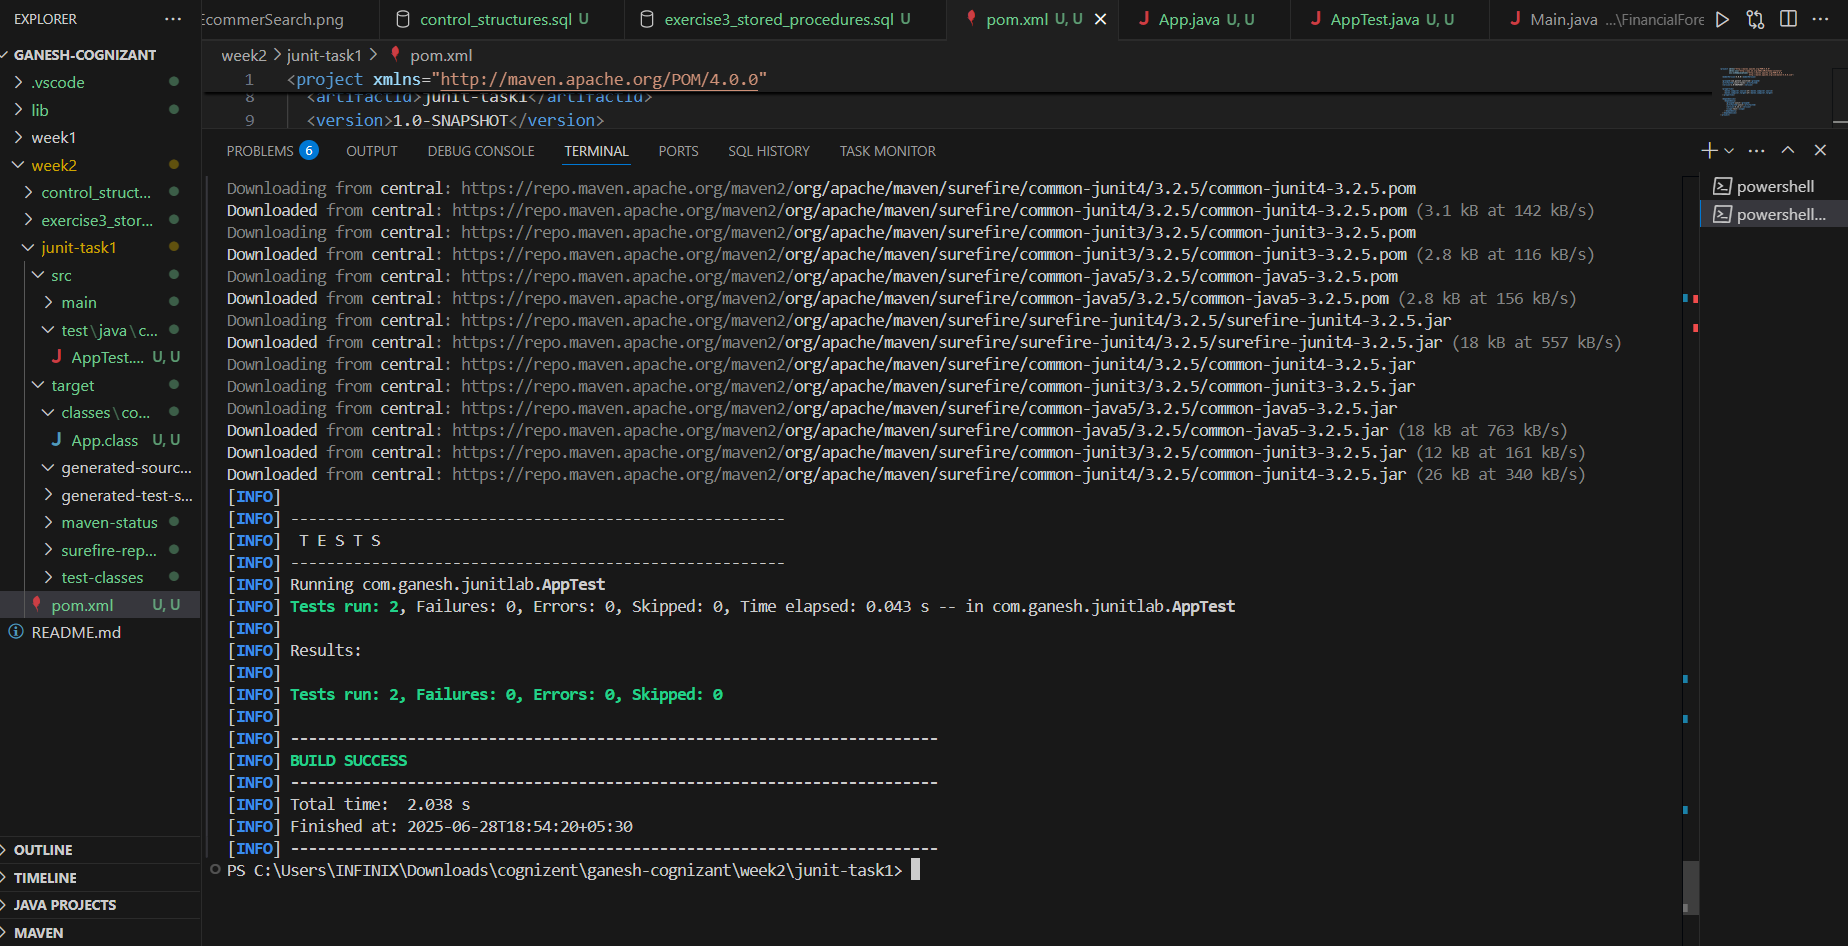 EXPLORER ···
GANESH-COGNIZANT
.vscode
lib
week1
week2
control_struct...
exercise3_stor...
junit-task1
src
main
test\java\c...
J AppTest.... U, U
target
classes\co...
J App.class U, U
generated-sourc...
generated-test-s...
maven-status
surefire-rep...
test-classes
pom.xml U, U
README.md
OUTLINE
TIMELINE
JAVA PROJECTS
MAVEN
EcommerSearch.png
control_structures.sql U
exercise3_stored_procedures.sql U
pom.xml U, U
J App.java U, U
J AppTest.java U, U
J Main.java ...\FinancialFore
week2 > junit-task1 > pom.xml
1 <project xmlns="http://maven.apache.org/POM/4.0.0"
8 <artifactId>junit-task1</artifactId>
9 <version>1.0-SNAPSHOT</version>
PROBLEMS 6 OUTPUT DEBUG CONSOLE TERMINAL PORTS SQL HISTORY TASK MONITOR
Downloading from central: https://repo.maven.apache.org/maven2/org/apache/maven/surefire/common-junit4/3.2.5/common-junit4-3.2.5.pom
Downloaded from central: https://repo.maven.apache.org/maven2/org/apache/maven/surefire/common-junit4/3.2.5/common-junit4-3.2.5.pom (3.1 kB at 142 kB/s)
Downloading from central: https://repo.maven.apache.org/maven2/org/apache/maven/surefire/common-junit3/3.2.5/common-junit3-3.2.5.pom
Downloaded from central: https://repo.maven.apache.org/maven2/org/apache/maven/surefire/common-junit3/3.2.5/common-junit3-3.2.5.pom (2.8 kB at 116 kB/s)
Downloading from central: https://repo.maven.apache.org/maven2/org/apache/maven/surefire/common-java5/3.2.5/common-java5-3.2.5.pom
Downloaded from central: https://repo.maven.apache.org/maven2/org/apache/maven/surefire/common-java5/3.2.5/common-java5-3.2.5.pom (2.8 kB at 156 kB/s)
Downloading from central: https://repo.maven.apache.org/maven2/org/apache/maven/surefire/surefire-junit4/3.2.5/surefire-junit4-3.2.5.jar
Downloaded from central: https://repo.maven.apache.org/maven2/org/apache/maven/surefire/surefire-junit4/3.2.5/surefire-junit4-3.2.5.jar (18 kB at 557 kB/s)
Downloading from central: https://repo.maven.apache.org/maven2/org/apache/maven/surefire/common-junit4/3.2.5/common-junit4-3.2.5.jar
Downloading from central: https://repo.maven.apache.org/maven2/org/apache/maven/surefire/common-junit3/3.2.5/common-junit3-3.2.5.jar
Downloading from central: https://repo.maven.apache.org/maven2/org/apache/maven/surefire/common-java5/3.2.5/common-java5-3.2.5.jar
Downloaded from central: https://repo.maven.apache.org/maven2/org/apache/maven/surefire/common-java5/3.2.5/common-java5-3.2.5.jar (18 kB at 763 kB/s)
Downloaded from central: https://repo.maven.apache.org/maven2/org/apache/maven/surefire/common-junit3/3.2.5/common-junit3-3.2.5.jar (12 kB at 161 kB/s)
Downloaded from central: https://repo.maven.apache.org/maven2/org/apache/maven/surefire/common-junit4/3.2.5/common-junit4-3.2.5.jar (26 kB at 340 kB/s)
[INFO]
[INFO] -------------------------------------------------------
[INFO]  T E S T S
[INFO] -------------------------------------------------------
[INFO] Running com.ganesh.junitlab.AppTest
[INFO] Tests run: 2, Failures: 0, Errors: 0, Skipped: 0, Time elapsed: 0.043 s -- in com.ganesh.junitlab.AppTest
[INFO]
[INFO] Results:
[INFO]
[INFO] Tests run: 2, Failures: 0, Errors: 0, Skipped: 0
[INFO]
[INFO] ------------------------------------------------------------------------
[INFO] BUILD SUCCESS
[INFO] ------------------------------------------------------------------------
[INFO] Total time:  2.038 s
[INFO] Finished at: 2025-06-28T18:54:20+05:30
[INFO] ------------------------------------------------------------------------
PS C:\Users\INFINIX\Downloads\cognizent\ganesh-cognizant\week2\junit-task1>
powershell
powershell...